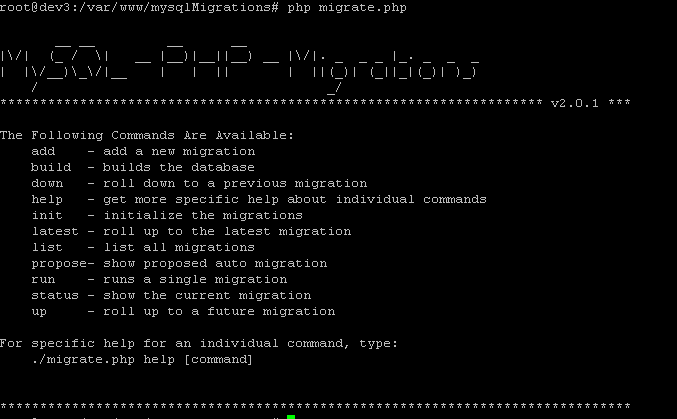 root@dev3:/var/www/mysqlMigrations# php migrate.php
MySQL-PHP-Migrations
******************************************************************** v2.0.1 ***
The Following Commands Are Available:
add    - add a new migration
build  - builds the database
down   - roll down to a previous migration
help   - get more specific help about individual commands
init   - initialize the migrations
latest - roll up to the latest migration
list   - list all migrations
propose- show proposed auto migration
run    - runs a single migration
status - show the current migration
up     - roll up to a future migration
For specific help for an individual command, type:
./migrate.php help [command]
*******************************************************************************